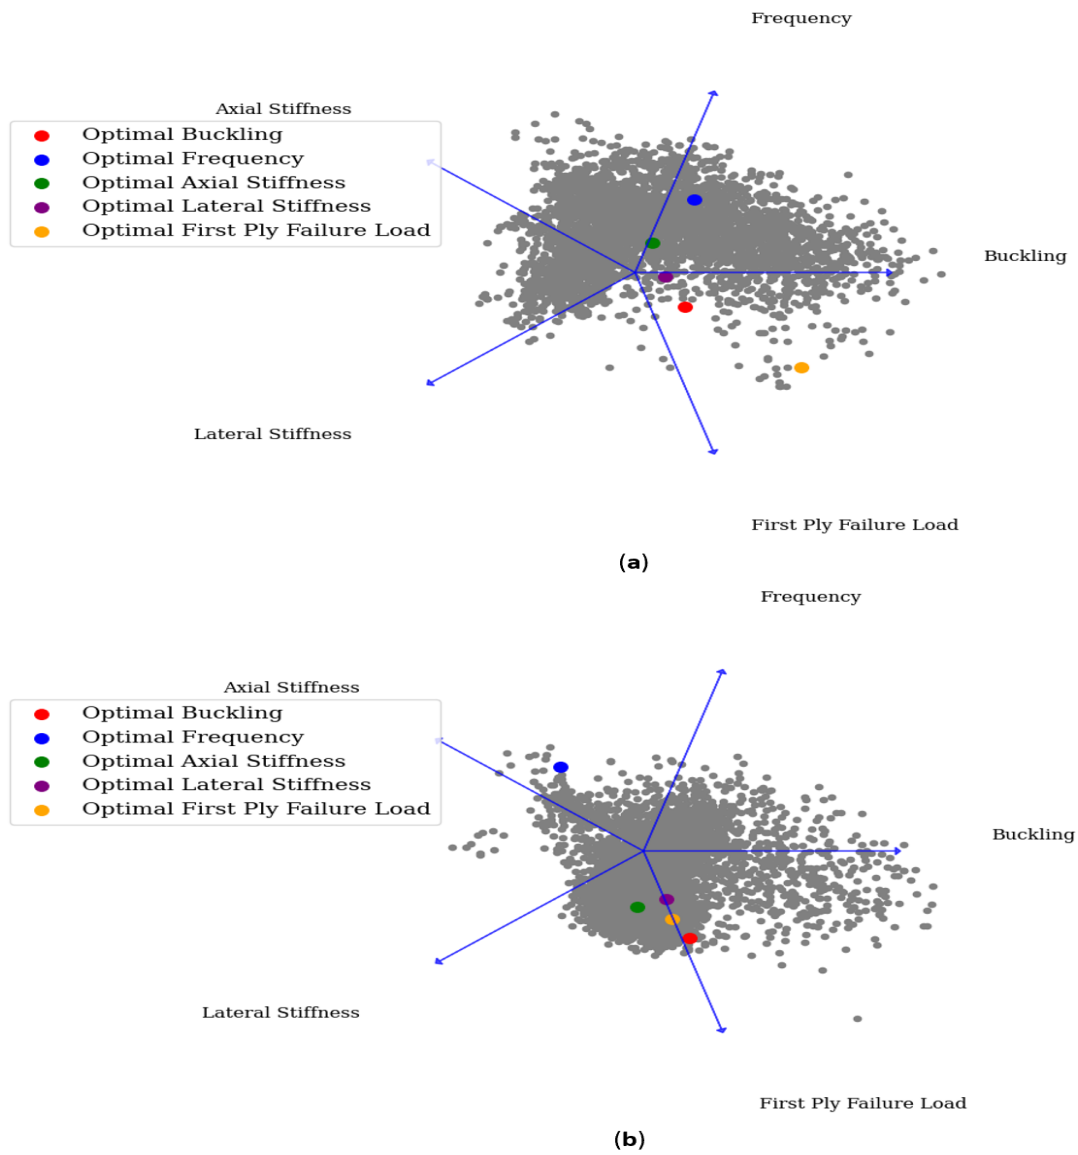 Frequency
Axial Stiffness
Optimal Buckling
Optimal Frequency
Optimal Axial Stiffness
Optimal Lateral Stiffness
Optimal First Ply Failure Load
Buckling
Lateral Stiffness
First Ply Failure Load
(a)
Frequency
Axial Stiffness
Optimal Buckling
Optimal Frequency
Optimal Axial Stiffness
Optimal Lateral Stiffness
Optimal First Ply Failure Load
Buckling
Lateral Stiffness
First Ply Failure Load
(b)